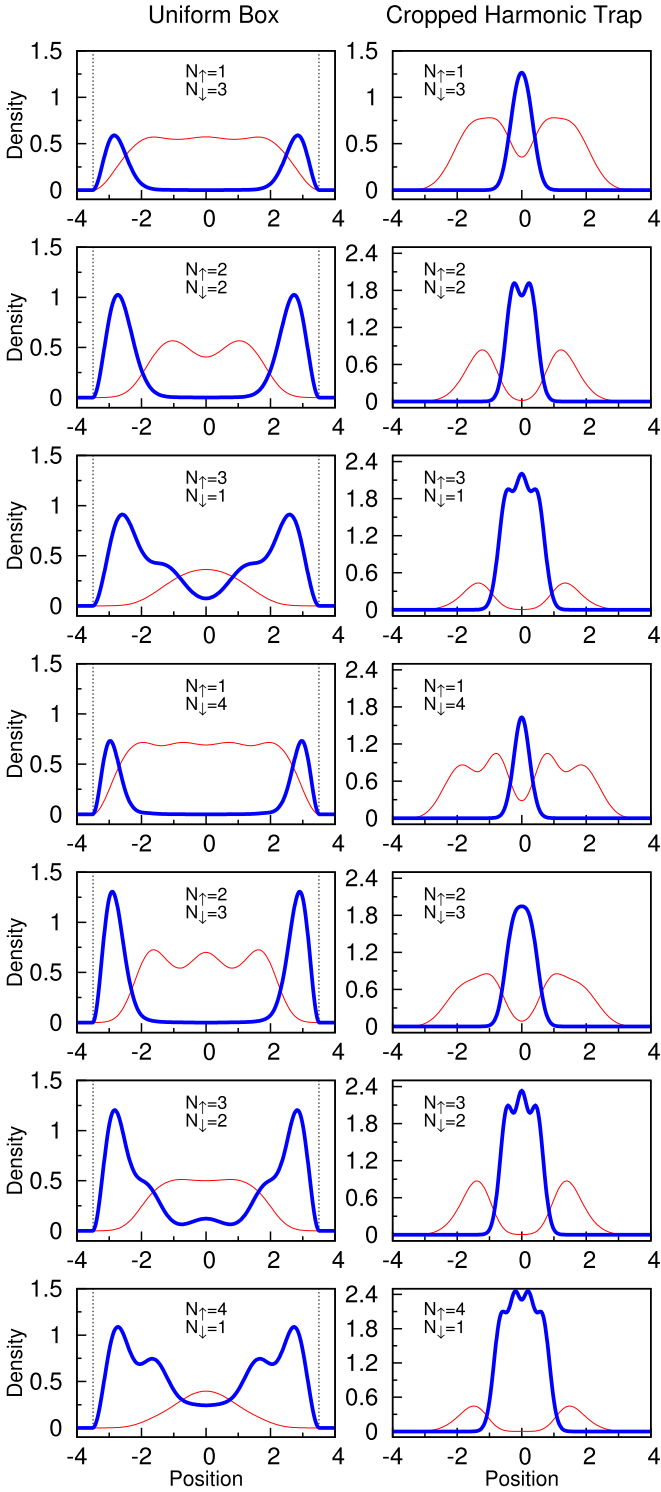 Uniform Box Cropped Harmonic Trap
1.5 1.5
N↑=1 N↑=1
N↓=3 N↓=3
1 1
Density
0.5 0.5
0 0
-4 -2 0 2 4 -4 -2 0 2 4
1.5 2.4
N↑=2 N↑=2
N↓=2 N↓=2
1 1.8
Density
1.2
0.5 0.6
0 0
-4 -2 0 2 4 -4 -2 0 2 4
1.5 2.4
N↑=3 N↑=3
N↓=1 N↓=1
1 1.8
Density
1.2
0.5 0.6
0 0
-4 -2 0 2 4 -4 -2 0 2 4
1.5 2.4
N↑=1 N↑=1
N↓=4 N↓=4
1 1.8
Density
1.2
0.5 0.6
0 0
-4 -2 0 2 4 -4 -2 0 2 4
1.5 2.4
N↑=2 N↑=2
N↓=3 N↓=3
1 1.8
Density
1.2
0.5 0.6
0 0
-4 -2 0 2 4 -4 -2 0 2 4
1.5 2.4
N↑=3 N↑=3
N↓=2 N↓=2
1 1.8
Density
1.2
0.5 0.6
0 0
-4 -2 0 2 4 -4 -2 0 2 4
1.5 2.4
N↑=4 N↑=4
N↓=1 N↓=1
1 1.8
Density
1.2
0.5 0.6
0 0
-4 -2 0 2 4 -4 -2 0 2 4
Position Position